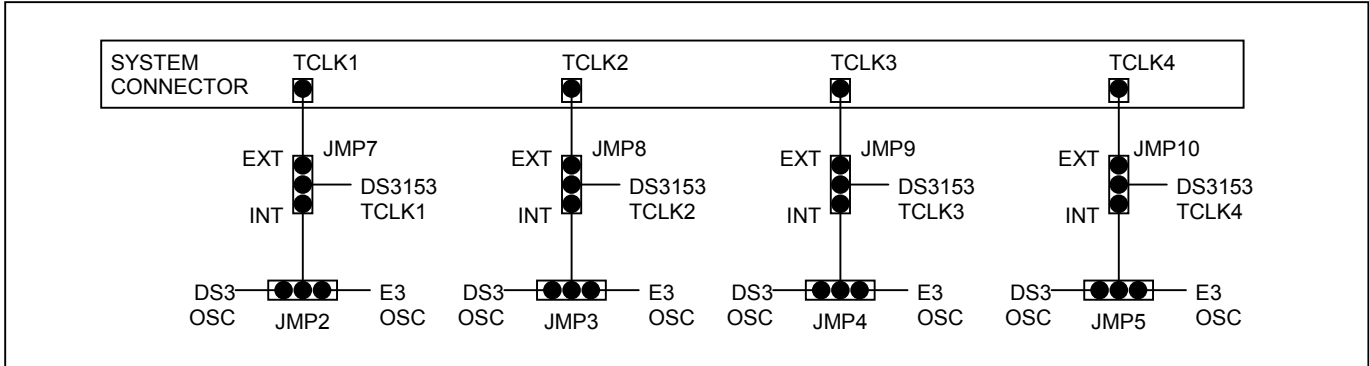 SYSTEM CONNECTOR
TCLK1
TCLK2
TCLK3
TCLK4
EXT
JMP7
DS3153
TCLK1
INT
EXT
JMP8
DS3153
TCLK2
INT
EXT
JMP9
DS3153
TCLK3
INT
EXT
JMP10
DS3153
TCLK4
INT
DS3
OSC
JMP2
E3
OSC
DS3
OSC
JMP3
E3
OSC
DS3
OSC
JMP4
E3
OSC
DS3
OSC
JMP5
E3
OSC